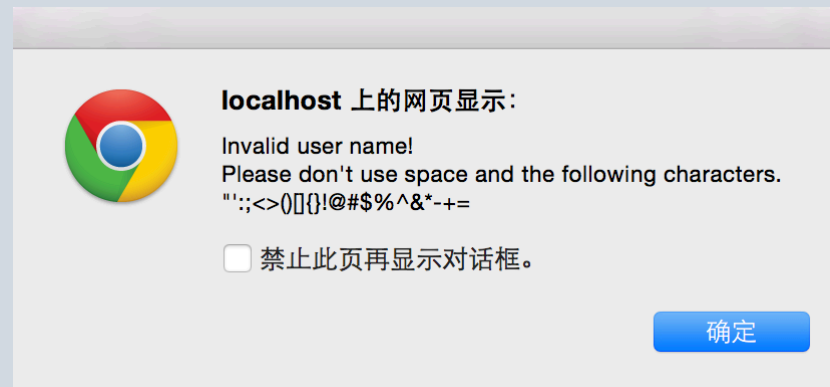 localhost 上的网页显示：
Invalid user name!
Please don't use space and the following characters.
"':;<>()[]{}!@#$%^&*-+=
禁止此页再显示对话框。
确定